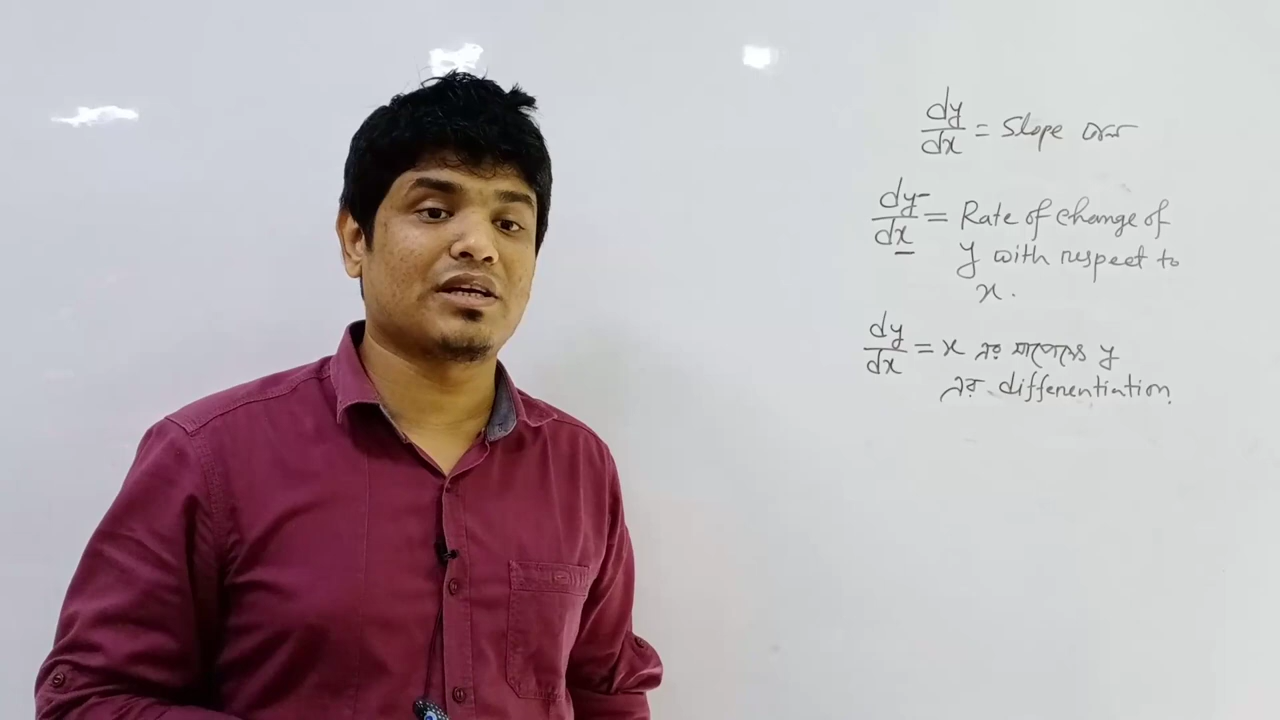 dy/dx = Slope বা ঢাল
dy/dx = Rate of change of
y with respect to
x.
dy/dx = x এর সাপেক্ষে y
এর differentiation.